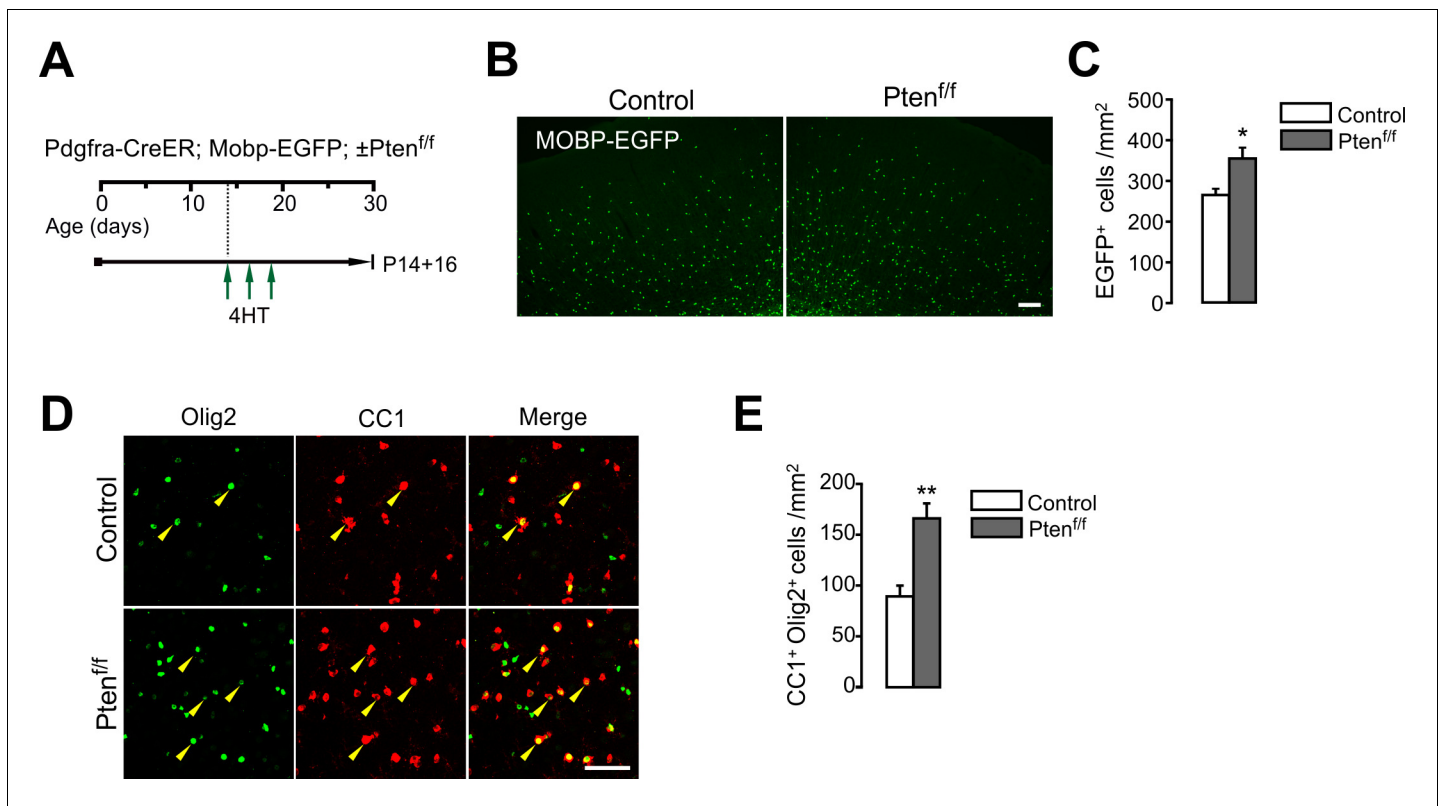 A
Pdgfra-CreER; Mobp-EGFP; ±Pten^f/f
0 10 20 30
Age (days)
P14+16
4HT
B
Control Pten^f/f
MOBP-EGFP
C
EGFP⁺ cells /mm²
500
400
300
200
100
0
*
Control
Pten^f/f
D
Olig2 CC1 Merge
Control
Pten^f/f
E
CC1⁺ Olig2⁺ cells /mm²
200
150
100
50
0
**
Control
Pten^f/f